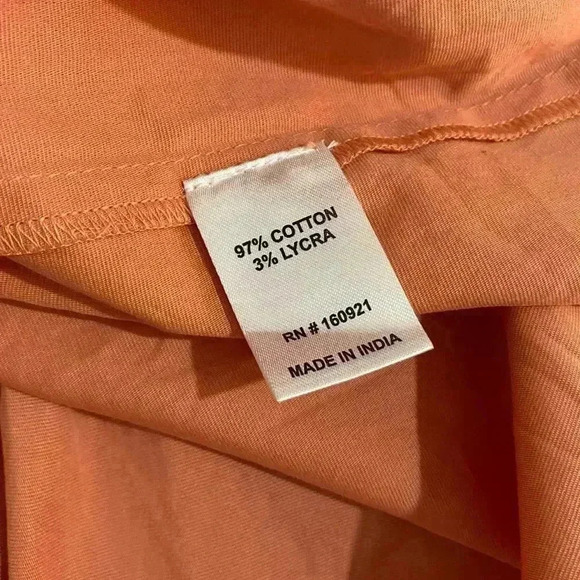 97% COTTON
3% LYCRA
RN # 160921
MADE IN INDIA